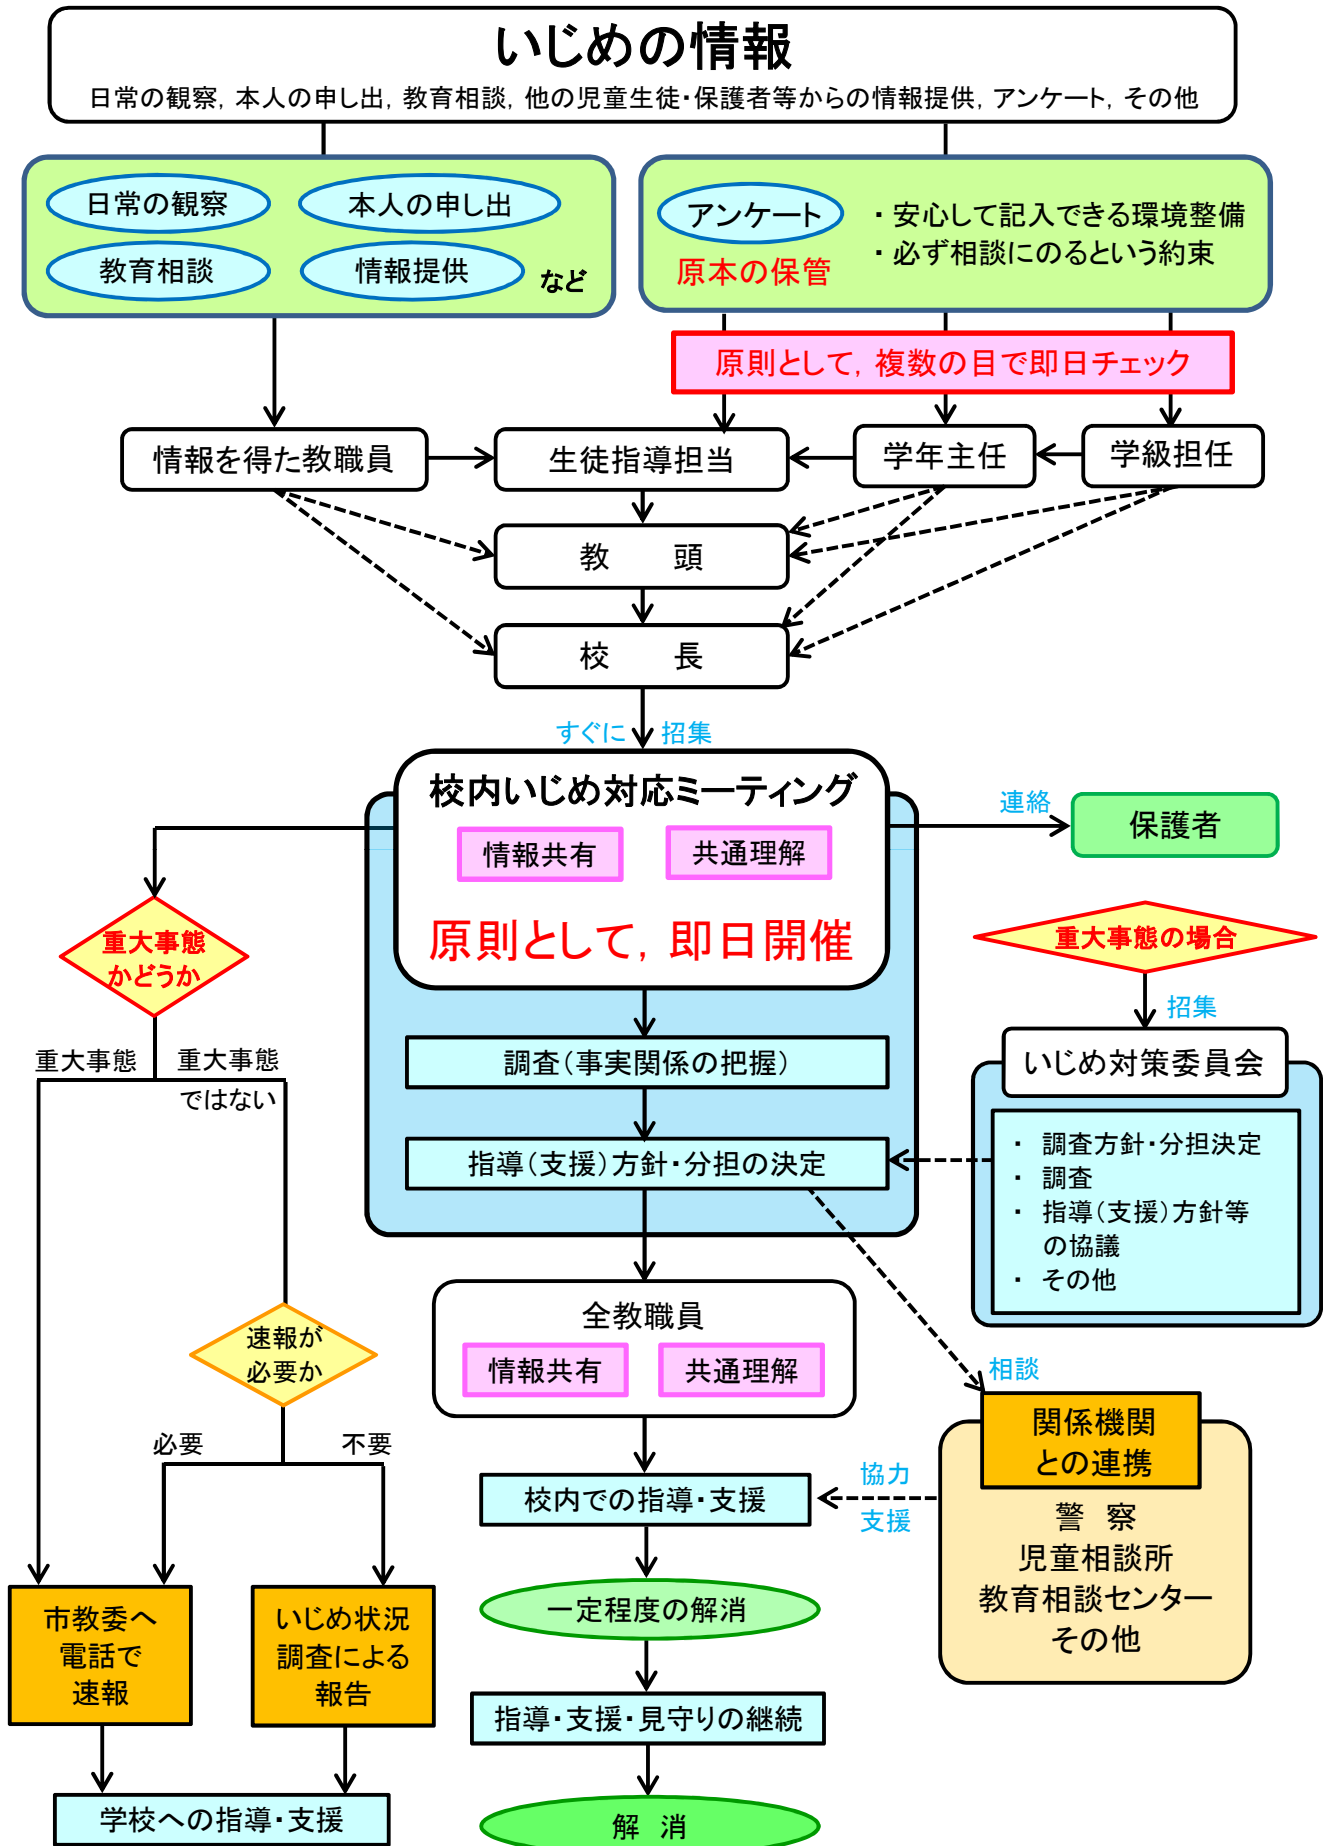 いじめの情報
日常の観察，本人の申し出，教育相談，他の児童生徒・保護者等からの情報提供，アンケート，その他
日常の観察
本人の申し出
教育相談
情報提供
など
アンケート
原本の保管
・安心して記入できる環境整備
・必ず相談にのるという約束
原則として，複数の目で即日チェック
情報を得た教職員
生徒指導担当
学年主任
学級担任
教　頭
校　長
すぐに
招集
校内いじめ対応ミーティング
情報共有
共通理解
原則として，即日開催
連絡
保護者
重大事態
かどうか
重大事態の場合
招集
重大事態
重大事態
ではない
調査（事実関係の把握）
指導（支援）方針・分担の決定
いじめ対策委員会
・ 調査方針・分担決定
・ 調査
・ 指導（支援）方針等
の協議
・ その他
全教職員
情報共有
共通理解
速報が
必要か
必要
不要
相談
関係機関
との連携
警　察
児童相談所
教育相談センター
その他
協力
支援
校内での指導・支援
一定程度の解消
指導・支援・見守りの継続
解　消
市教委へ
電話で
速報
いじめ状況
調査による
報告
学校への指導・支援